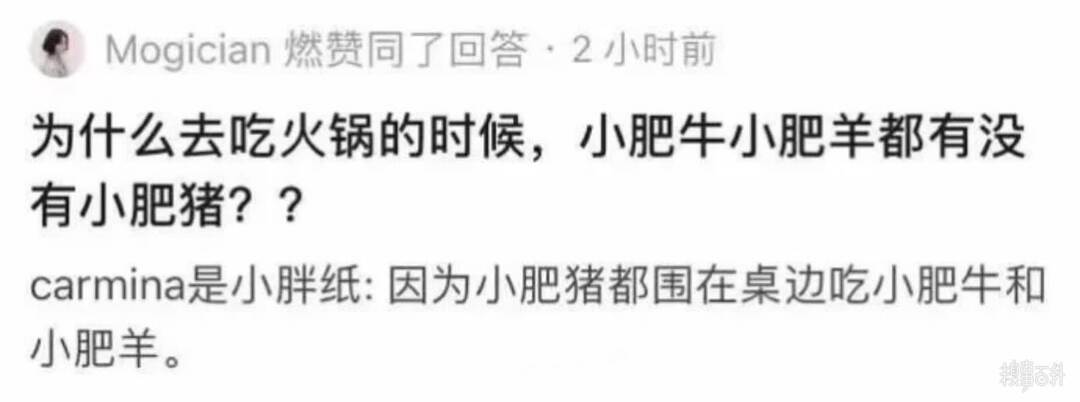 Mogician 燃赞同了回答 · 2 小时前
为什么去吃火锅的时候，小肥牛小肥羊都有没
有小肥猪？？
carmina是小胖纸: 因为小肥猪都围在桌边吃小肥牛和
小肥羊。